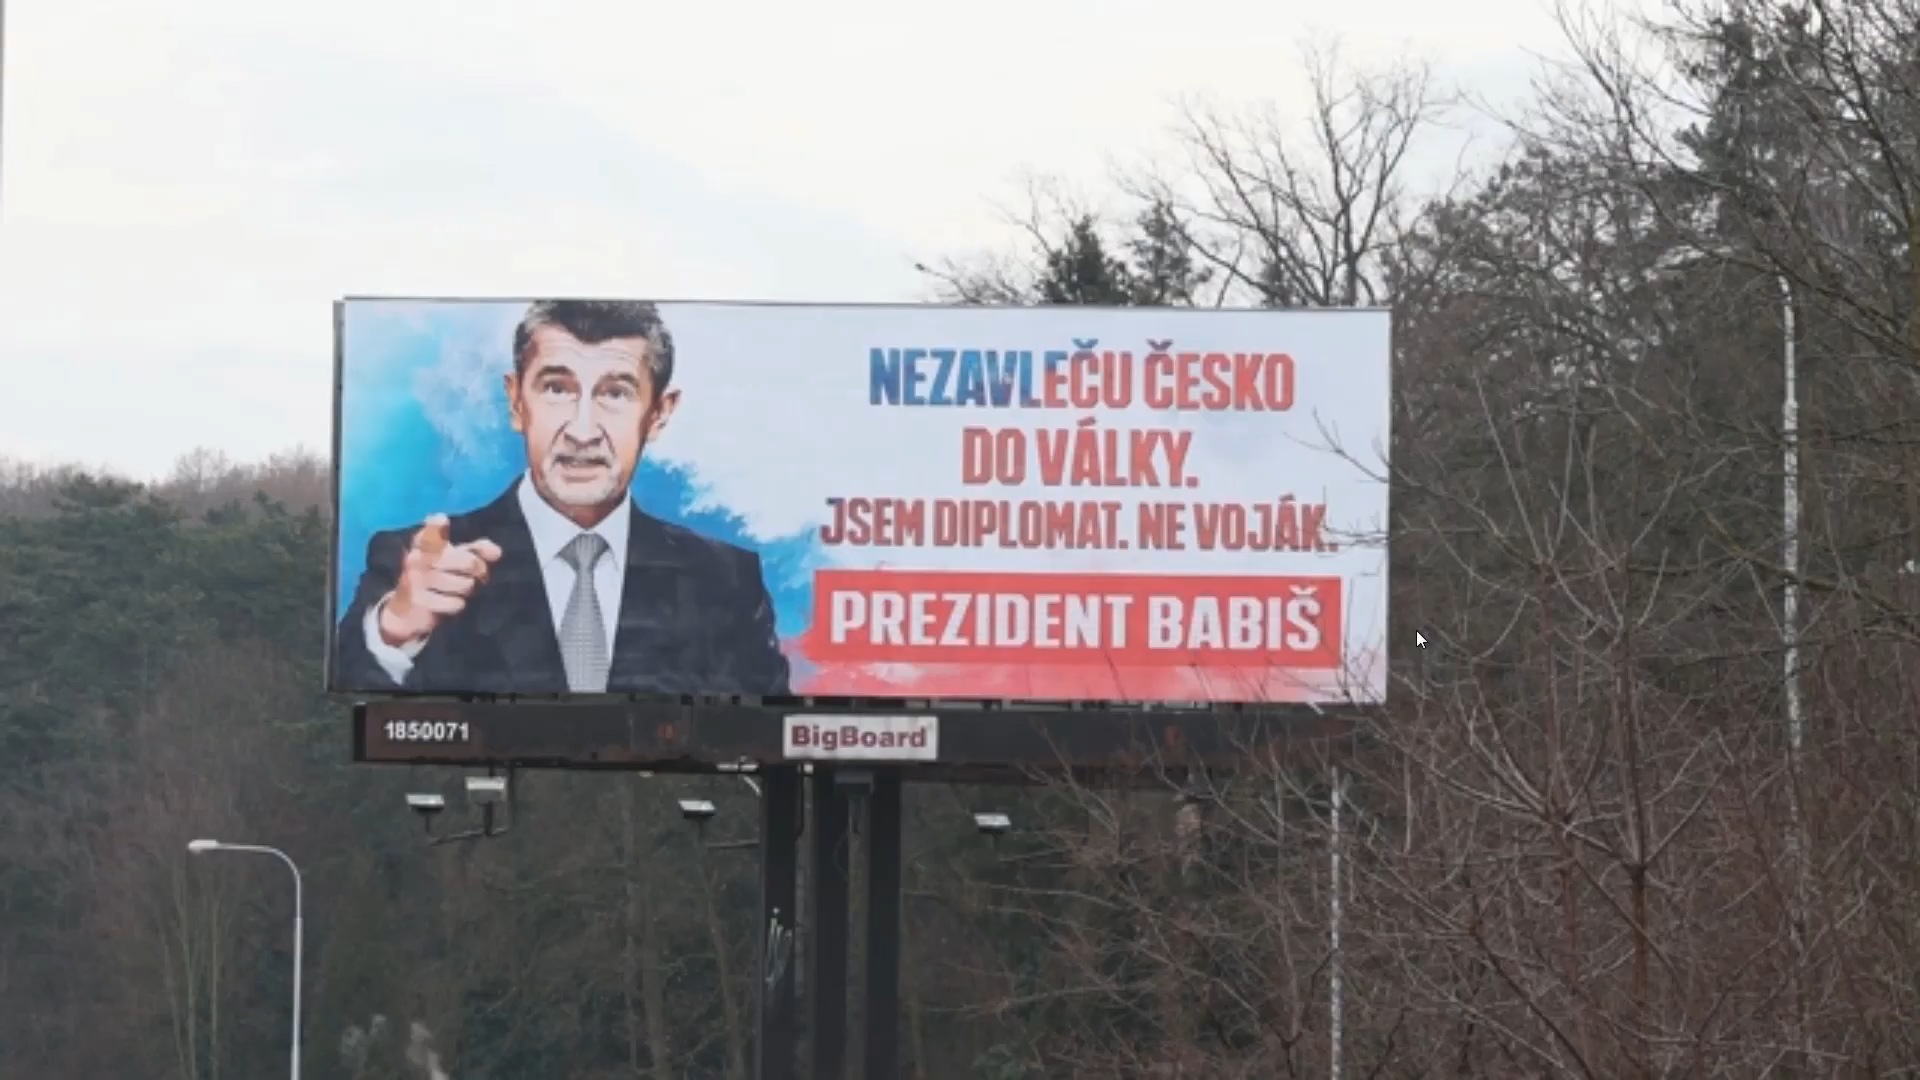 NEZAVLEČU ČESKO
DO VÁLKY.
JSEM DIPLOMAT. NE VOJÁK.
PREZIDENT BABIŠ
1850071
BigBoard